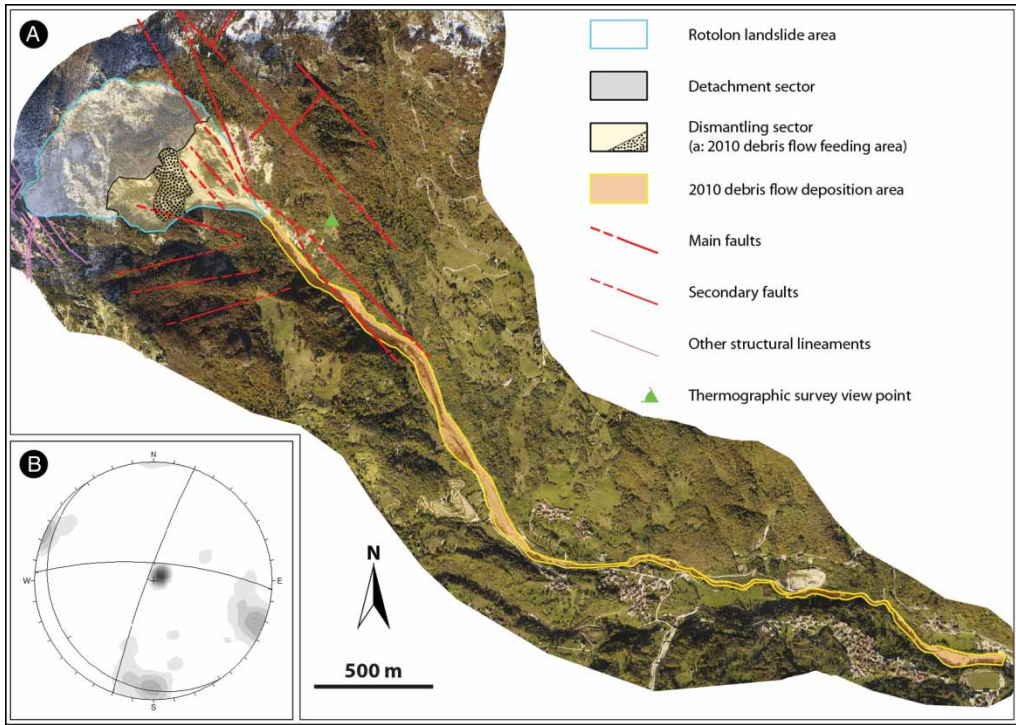 A
Rotolon landslide area
Detachment sector
Dismantling sector
(a: 2010 debris flow feeding area)
2010 debris flow deposition area
Main faults
Secondary faults
Other structural lineaments
Thermographic survey view point
B
N
W
E
S
N
500 m